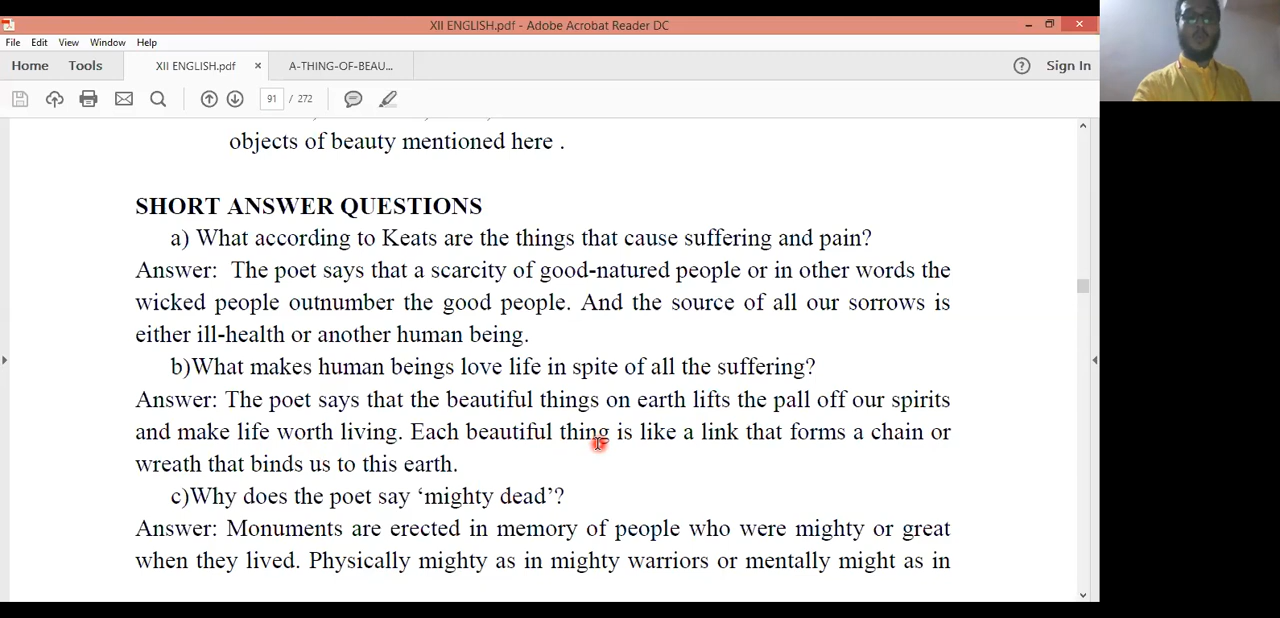 XII ENGLISH.pdf - Adobe Acrobat Reader DC
File Edit View Window Help
Home Tools XII ENGLISH.pdf × A-THING-OF-BEAU... Sign In
91 / 272
objects of beauty mentioned here .
SHORT ANSWER QUESTIONS
a) What according to Keats are the things that cause suffering and pain?
Answer: The poet says that a scarcity of good-natured people or in other words the
wicked people outnumber the good people. And the source of all our sorrows is
either ill-health or another human being.
b)What makes human beings love life in spite of all the suffering?
Answer: The poet says that the beautiful things on earth lifts the pall off our spirits
and make life worth living. Each beautiful thing is like a link that forms a chain or
wreath that binds us to this earth.
c)Why does the poet say ‘mighty dead’?
Answer: Monuments are erected in memory of people who were mighty or great
when they lived. Physically mighty as in mighty warriors or mentally might as in